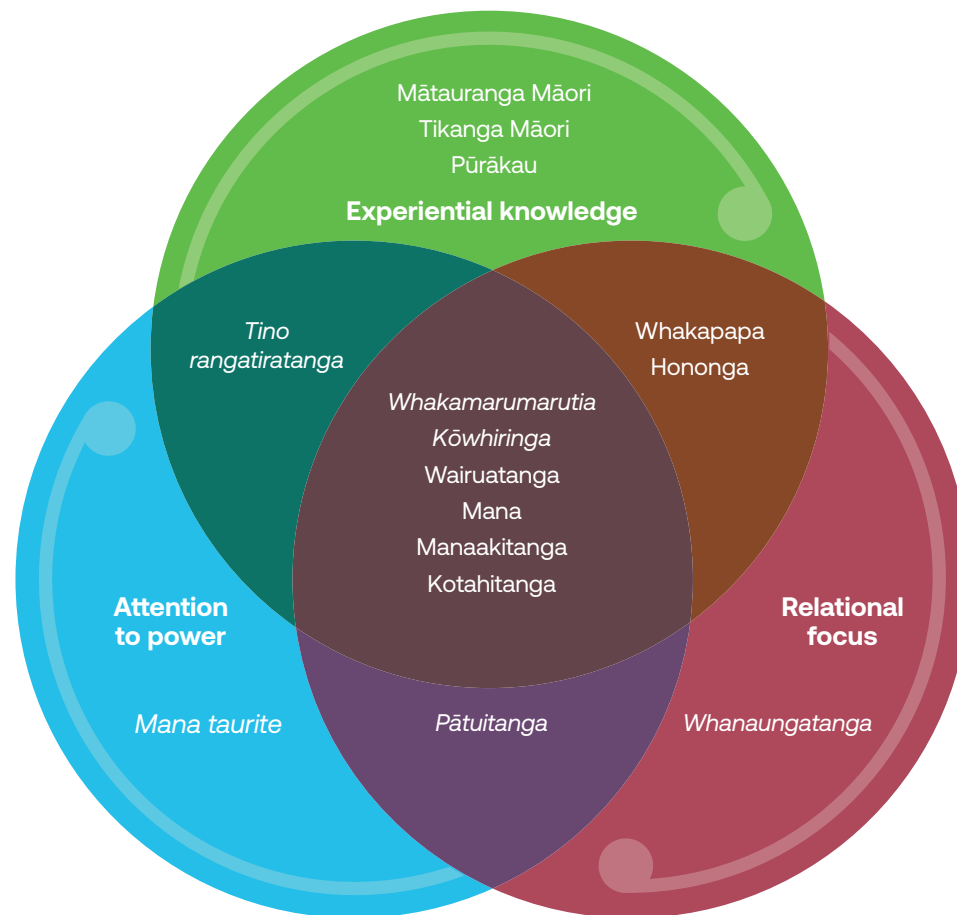 Mātauranga Māori
Tikanga Māori
Pūrākau
Experiential knowledge
Tino
rangatiratanga
Whakapapa
Hononga
Whakamarumarutia
Kōwhiringa
Wairuatanga
Mana
Manaakitanga
Kotahitanga
Attention
to power
Relational
focus
Mana taurite
Pātuitanga
Whanaungatanga